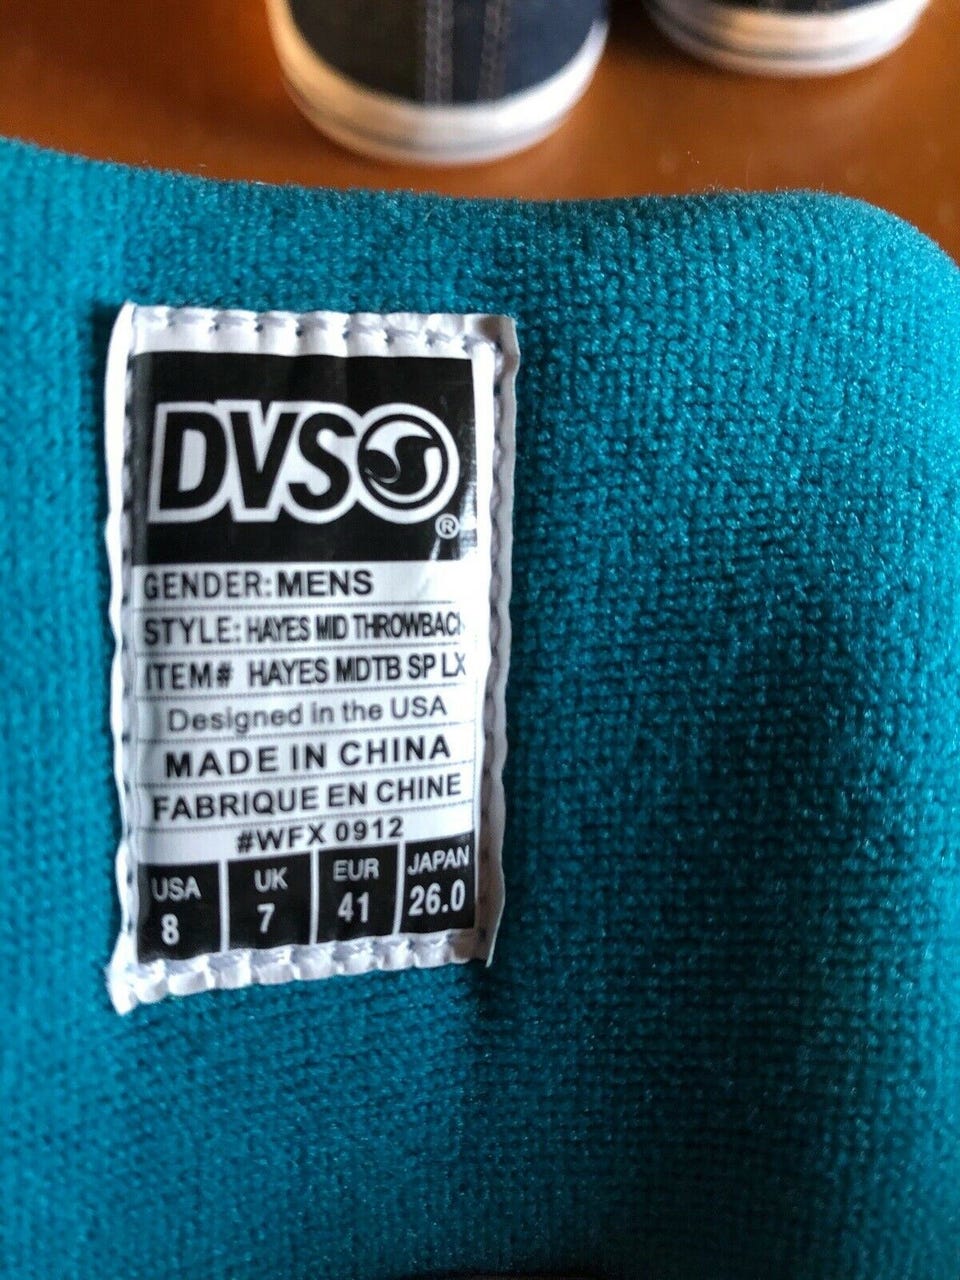 DVS
®
GENDER: MENS
STYLE: HAYES MID THROWBACK
ITEM# HAYES MDTB SP LX
Designed in the USA
MADE IN CHINA
FABRIQUE EN CHINE
#WFX 0912
USA UK EUR JAPAN
8 7 41 26.0